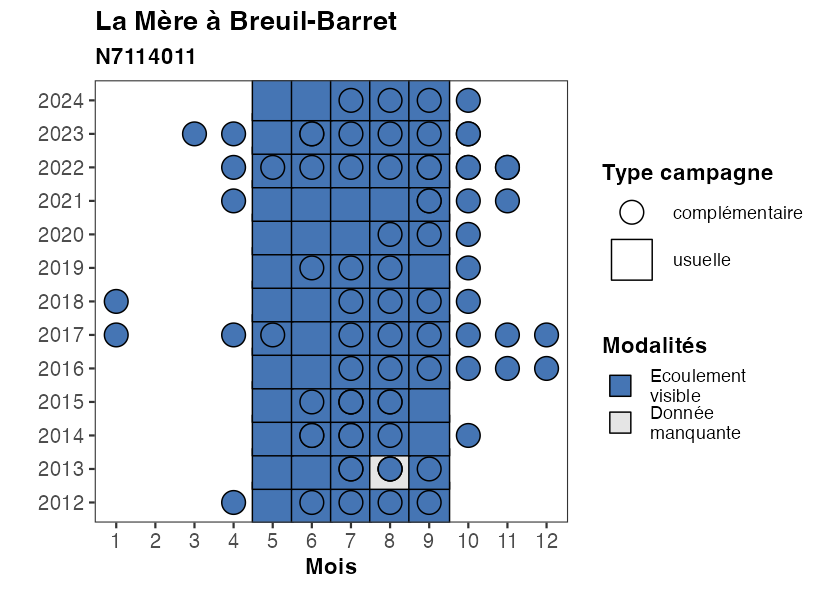 La Mère à Breuil-Barret
N7114011
2024
2023
2022
2021
2020
2019
2018
2017
2016
2015
2014
2013
2012
1 2 3 4 5 6 7 8 9 10 11 12
Mois
Type campagne
complémentaire
usuelle
Modalités
Ecoulement
visible
Donnée
manquante